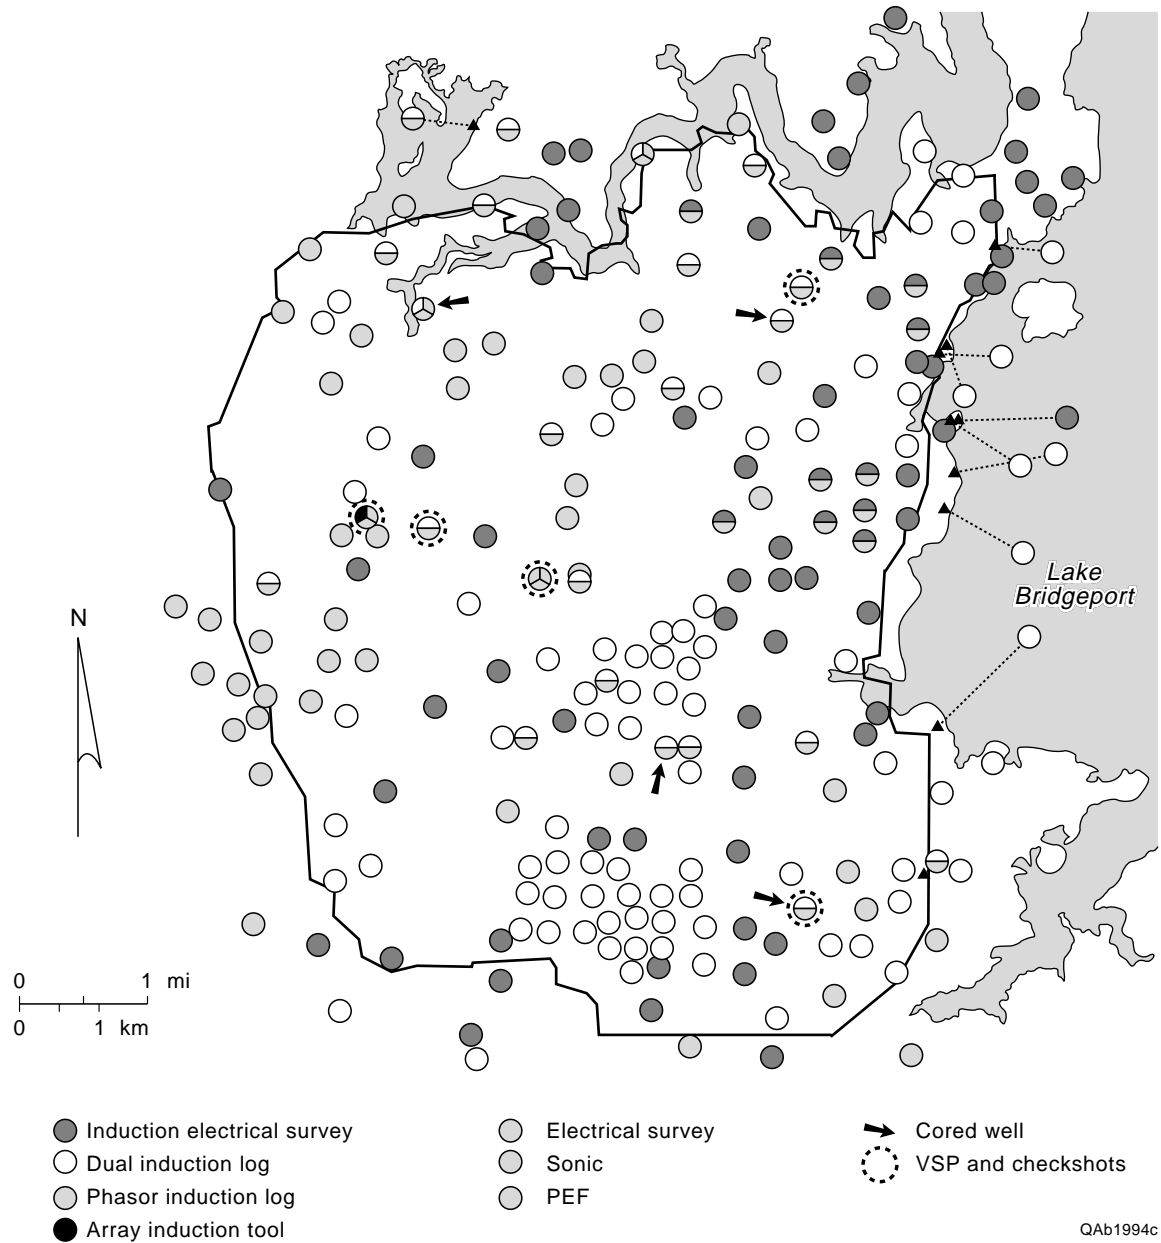 Lake
Bridgeport
N
0 1 mi
0 1 km
Induction electrical survey
Dual induction log
Phasor induction log
Array induction tool
Electrical survey
Sonic
PEF
Cored well
VSP and checkshots
QAb1994c